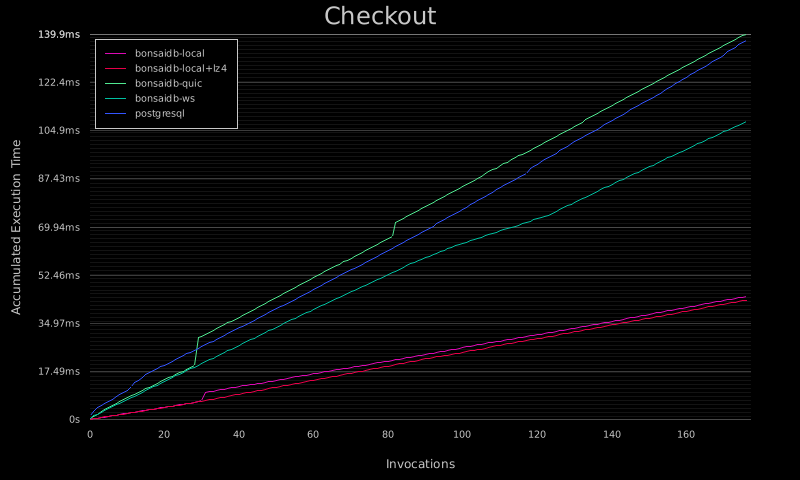 Checkout
139.9ms
122.4ms
104.9ms
87.43ms
69.94ms
52.46ms
34.97ms
17.49ms
0s
bonsaidb-local
bonsaidb-local+lz4
bonsaidb-quic
bonsaidb-ws
postgresql
Accumulated Execution Time
0 20 40 60 80 100 120 140 160
Invocations